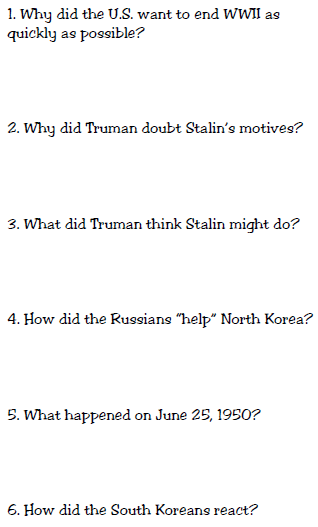 1. Why did the U.S. want to end WWII as
quickly as possible?
2. Why did Truman doubt Stalin's motives?
3. What did Truman think Stalin might do?
4. How did the Russians "help" North Korea?
5. What happened on June 25, 1950?
6. How did the South Koreans react?